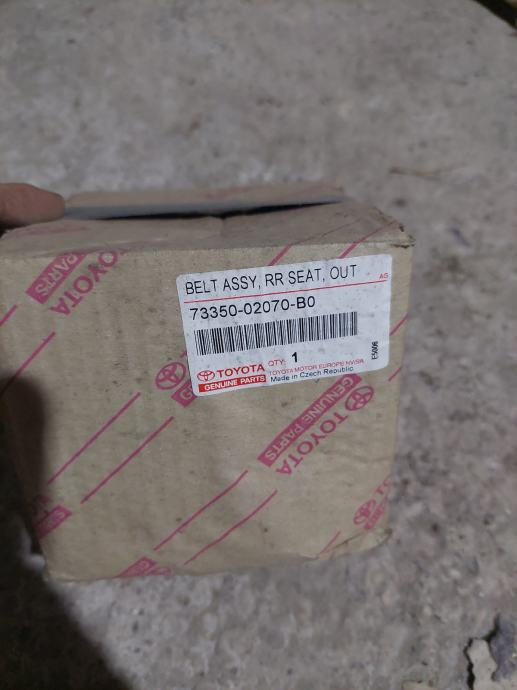 BELT ASSY, RR SEAT, OUT
AG
73350-02070-B0
QTY. 1
TOYOTA
GENUINE PARTS
TOYOTA MOTOR EUROPE NV/SA
Made in Czech Republic
E5006
TOYOTA
PARTS
TOYOTA
GENUINE PARTS